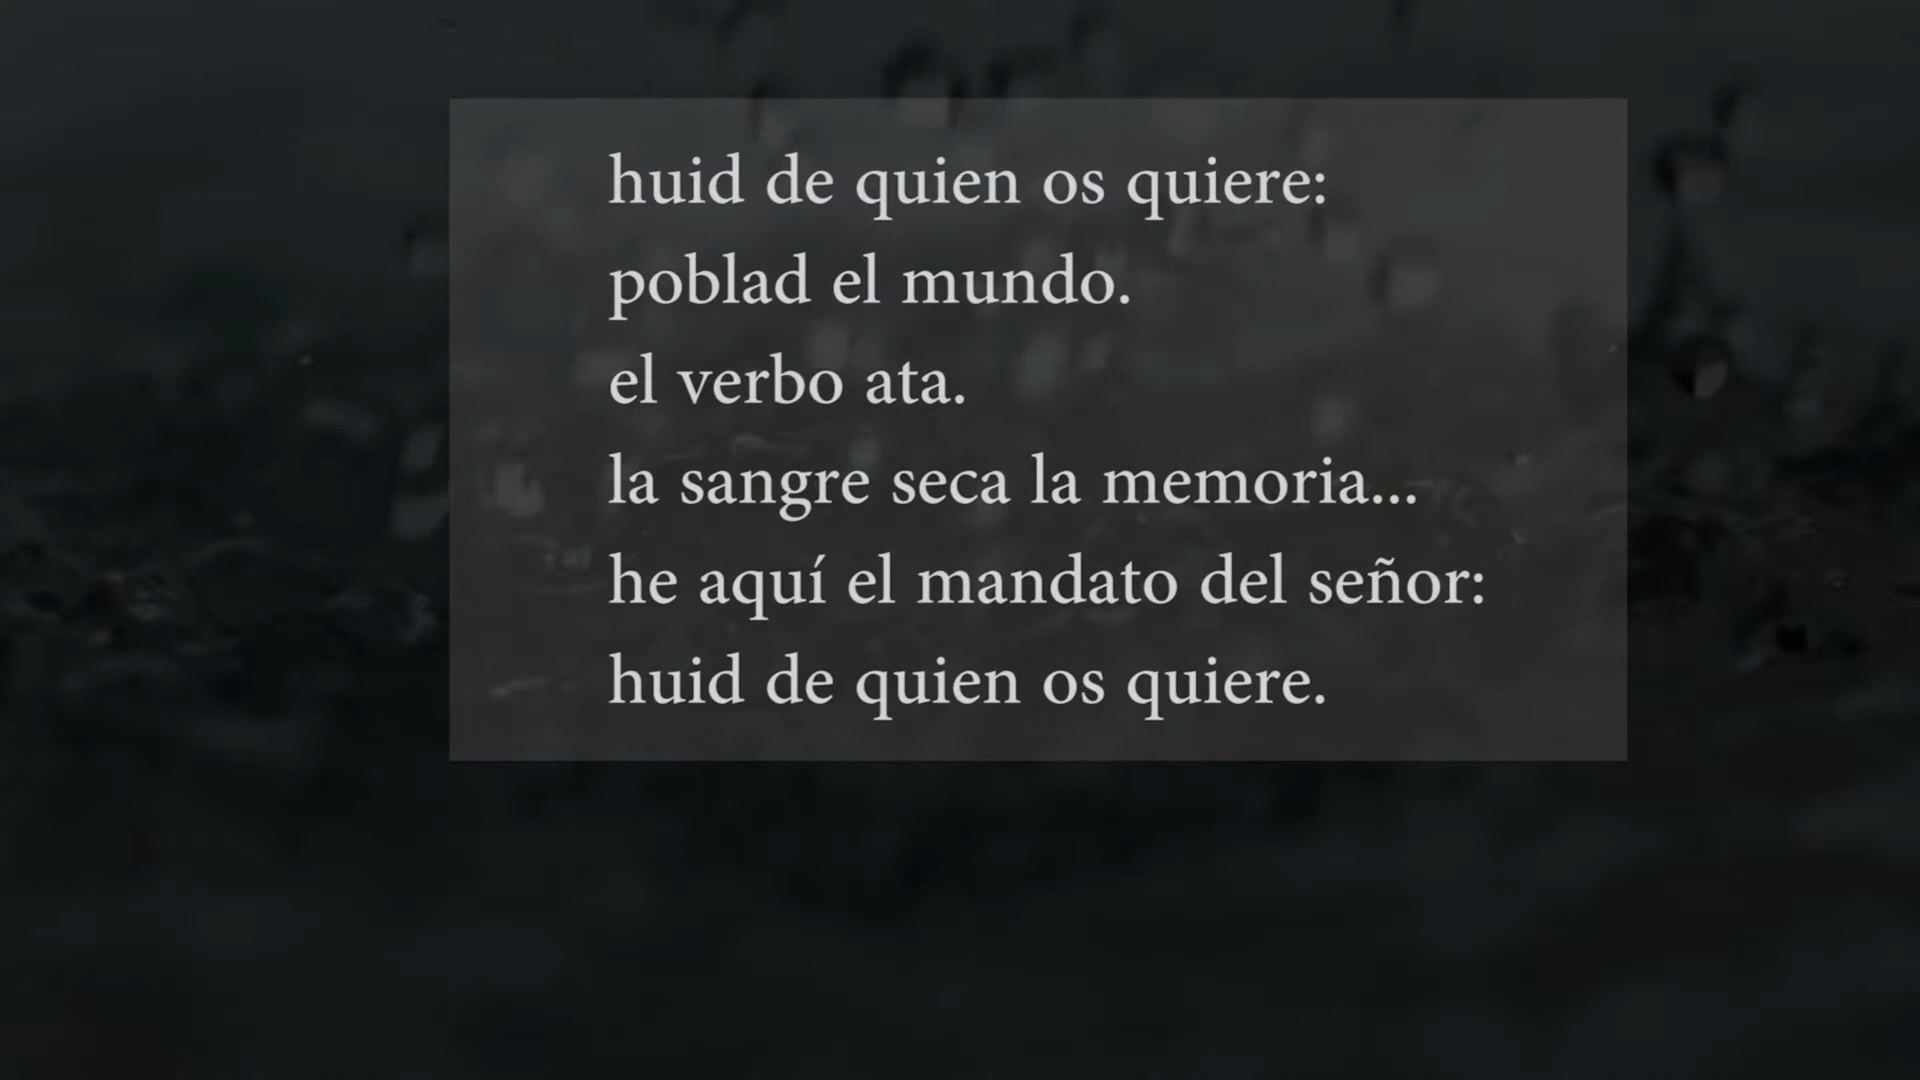 huid de quien os quiere:
poblad el mundo.
el verbo ata.
la sangre seca la memoria...
he aquí el mandato del señor:
huid de quien os quiere.